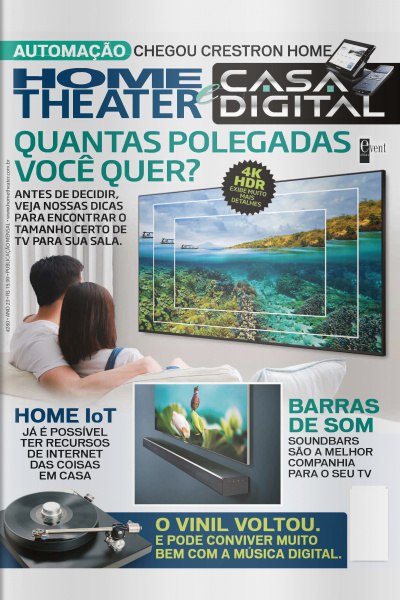 AUTOMAÇÃO CHEGOU CRESTRON HOME
HOME
THEATER e
CASA
DIGITAL
QUANTAS POLEGADAS
VOCÊ QUER?
event
ANTES DE DECIDIR,
VEJA NOSSAS DICAS
PARA ENCONTRAR O
TAMANHO CERTO DE
TV PARA SUA SALA.
4K
HDR
EXIBE MUITO
MAIS
DETALHES
HOME IoT
JÁ É POSSÍVEL
TER RECURSOS
DE INTERNET
DAS COISAS
EM CASA
BARRAS
DE SOM
SOUNDBARS
SÃO A MELHOR
COMPANHIA
PARA O SEU TV
O VINIL VOLTOU.
E PODE CONVIVER MUITO
BEM COM A MÚSICA DIGITAL.